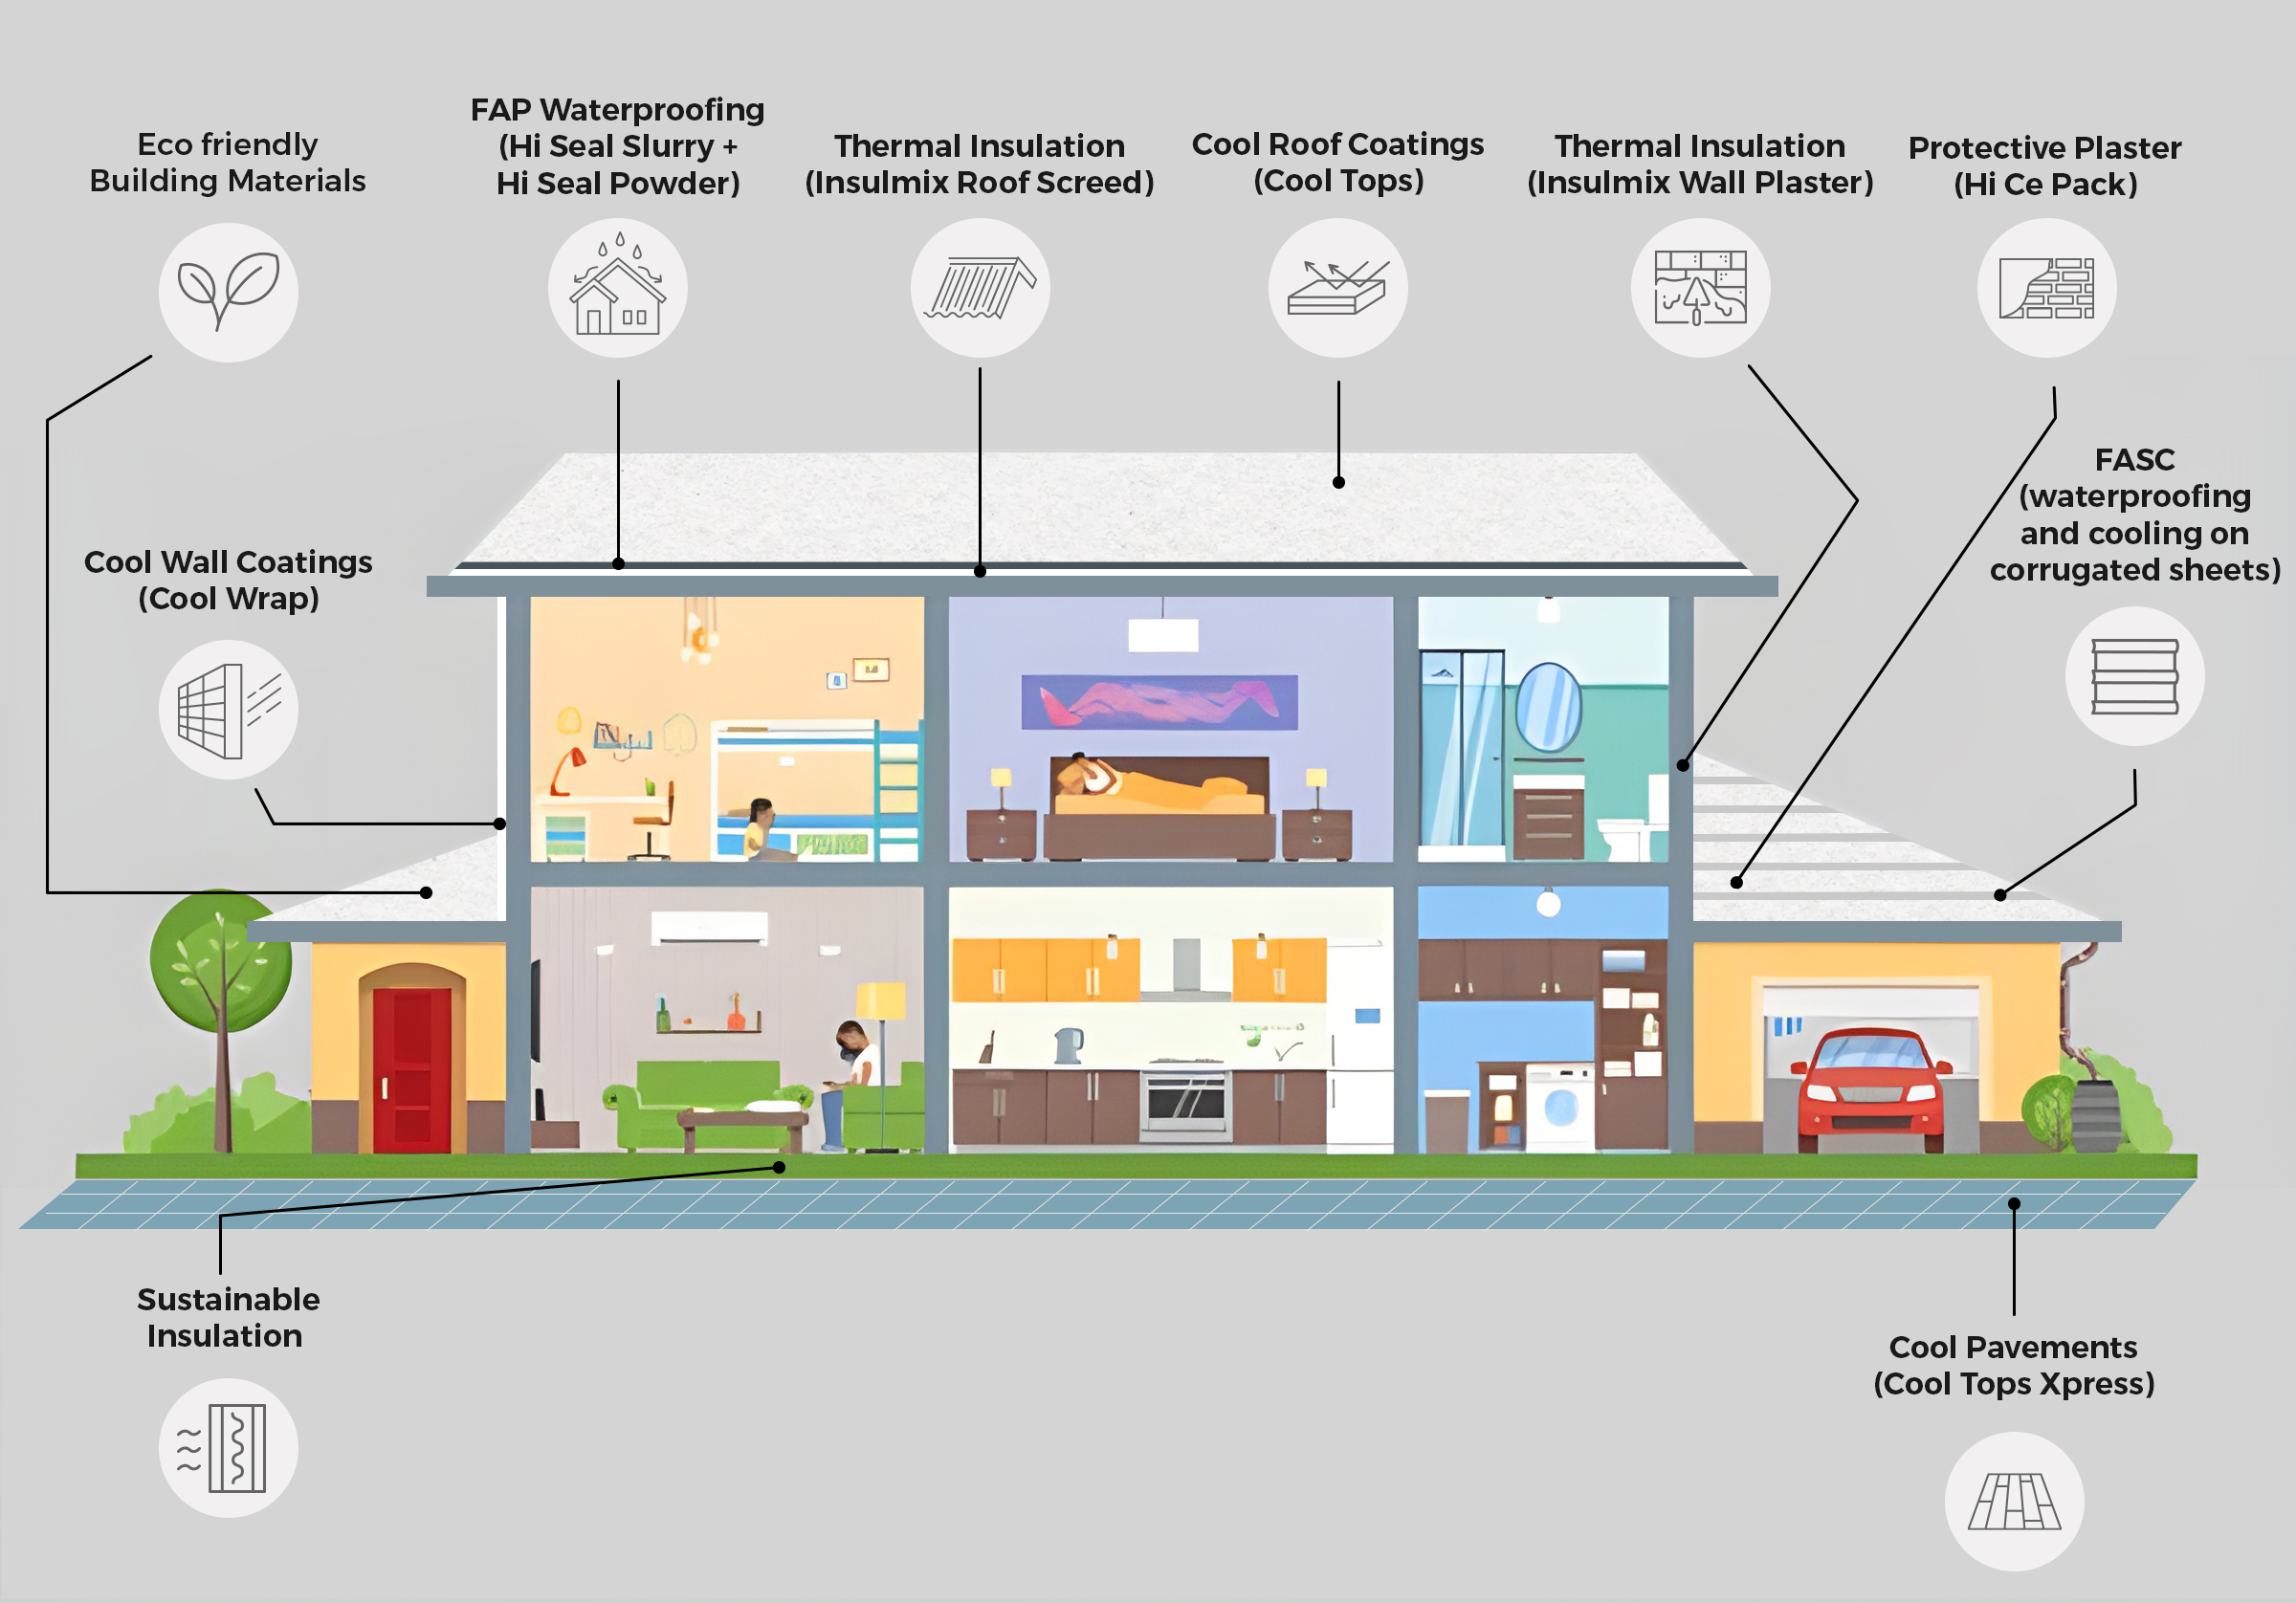 Eco friendly
Building Materials
FAP Waterproofing
(Hi Seal Slurry +
Hi Seal Powder)
Thermal Insulation
(Insulmix Roof Screed)
Cool Roof Coatings
(Cool Tops)
Thermal Insulation
(Insulmix Wall Plaster)
Protective Plaster
(Hi Ce Pack)
FASC
(waterproofing
and cooling on
corrugated sheets)
Cool Wall Coatings
(Cool Wrap)
Sustainable
Insulation
Cool Pavements
(Cool Tops Xpress)